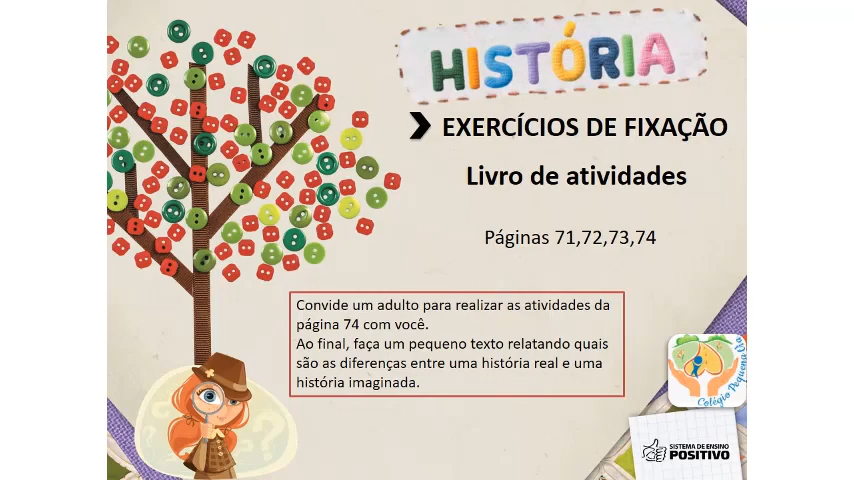 HISTÓRIA
EXERCÍCIOS DE FIXAÇÃO
Livro de atividades
Páginas 71,72,73,74
Convide um adulto para realizar as atividades da
página 74 com você.
Ao final, faça um pequeno texto relatando quais
são as diferenças entre uma história real e uma
história imaginada.
Colégio Pequena Via
SISTEMA DE ENSINO
POSITIVO